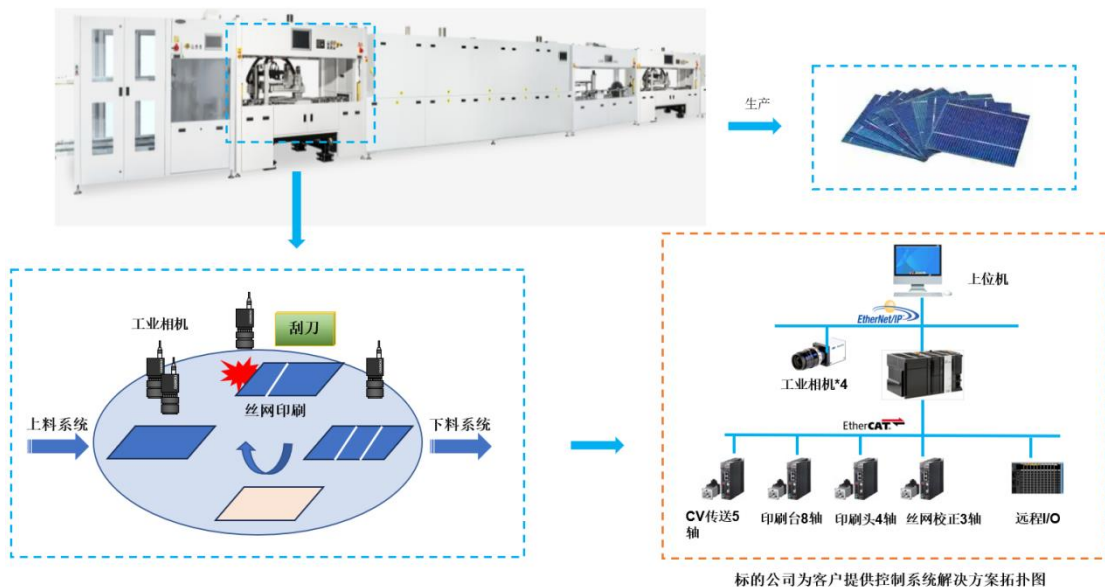 生产
上位机
EtherNet/IP
工业相机
刮刀
工业相机*4
丝网印刷
上料系统
下料系统
EtherCAT
CV传送5
轴
印刷台8轴
印刷头4轴
丝网校正3轴
远程I/O
标的公司为客户提供控制系统解决方案拓扑图